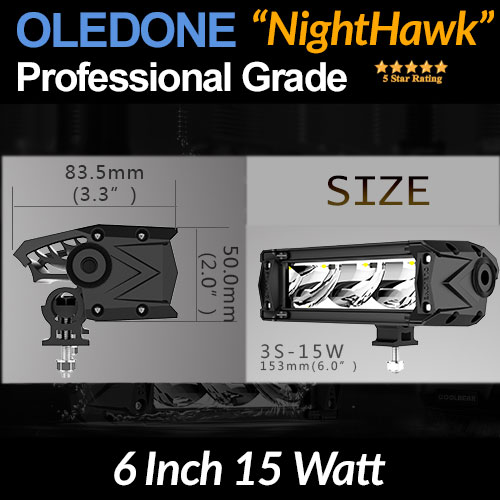 OLEDONE “NightHawk”
Professional Grade
5 Star Rating
83.5mm
(3.3”)
50.0mm
(2.0”)
SIZE
3S-15W
153mm(6.0”)
6 Inch 15 Watt